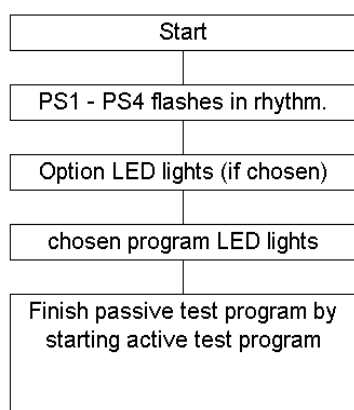 Start
PS1 - PS4 flashes in rhythm.
Option LED lights (if chosen)
chosen program LED lights
Finish passive test program by
starting active test program